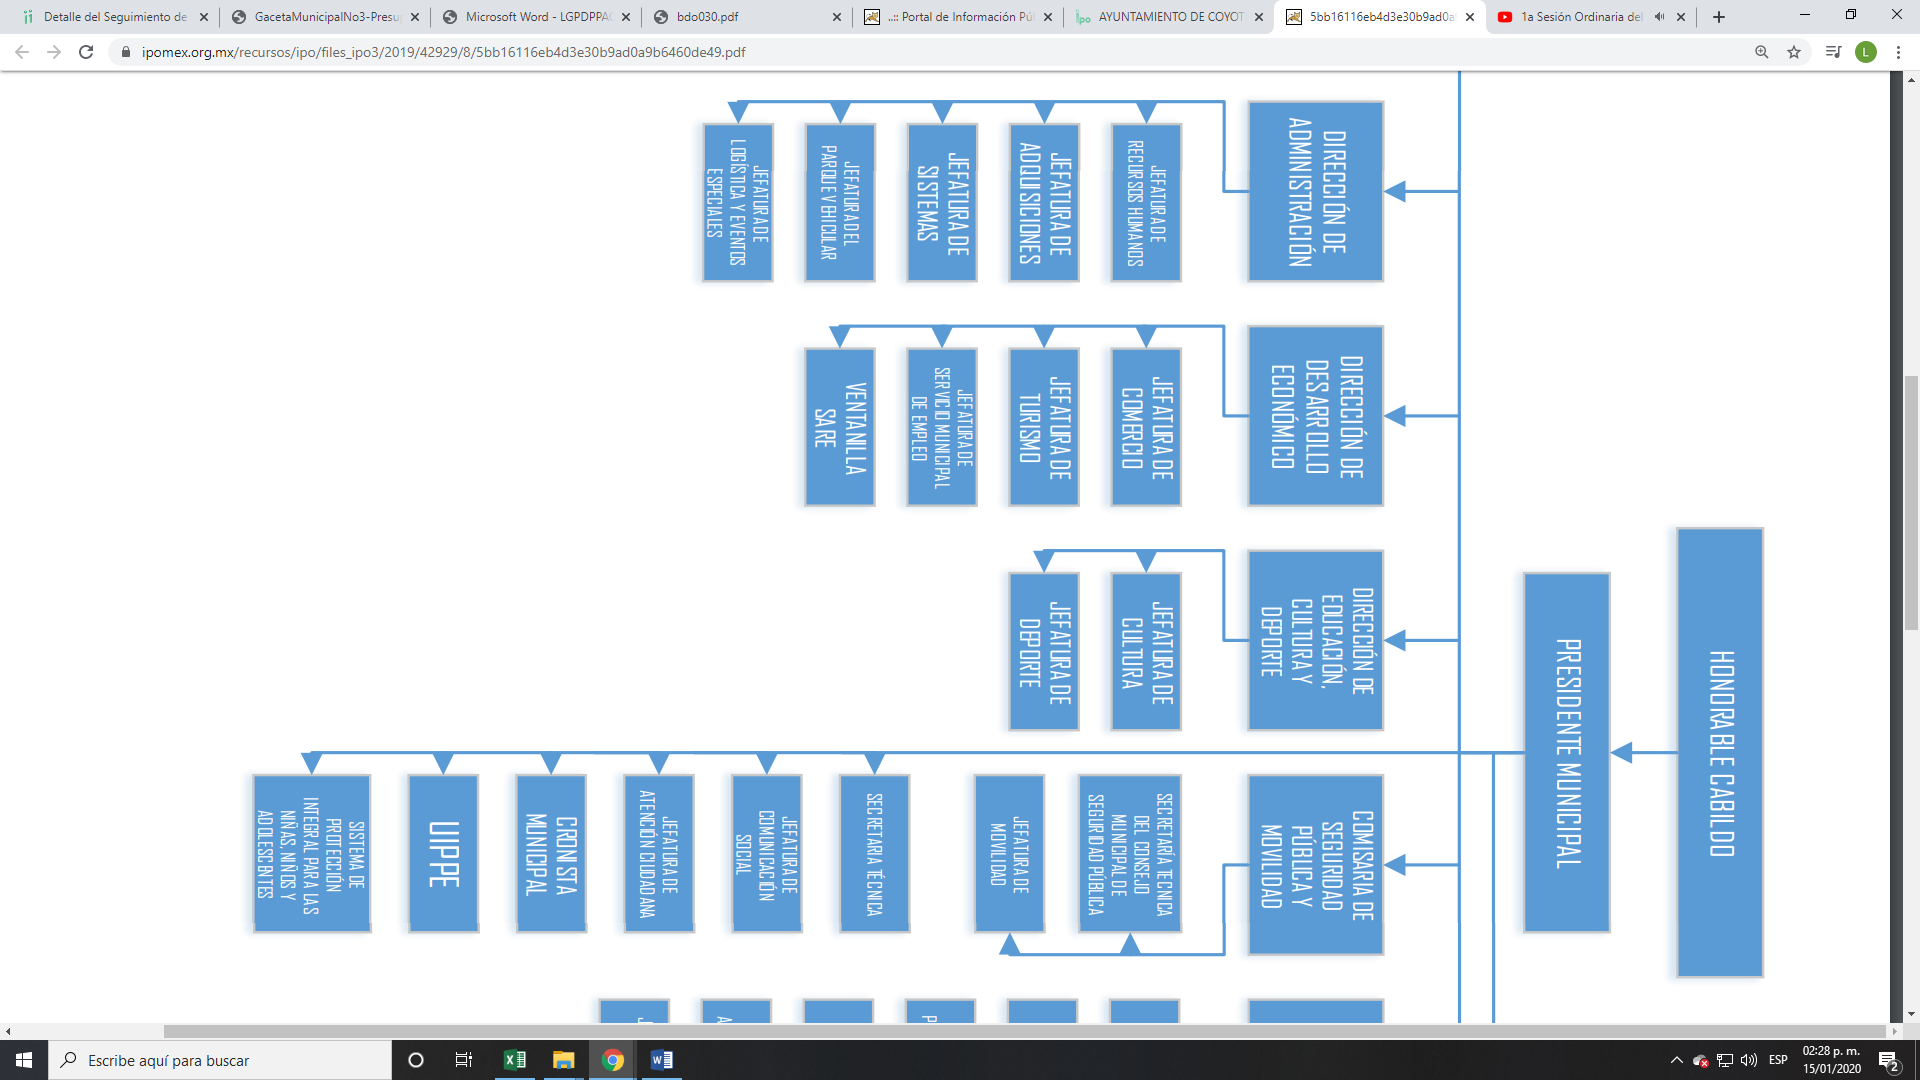 Detalle del Seguimiento de
GacetaMunicipalNo3-Presu
Microsoft Word - LGPDPPAC
bdo030.pdf
..:: Portal de Información Púb
AYUNTAMIENTO DE COYOT
5bb16116eb4d3e30b9ad0a9
1a Sesión Ordinaria del
ipomex.org.mx/recursos/ipo/files_ipo3/2019/42929/8/5bb16116eb4d3e30b9ad0a9b6460de49.pdf
L
HONORABLE CABILDO
PRESIDENTE MUNICIPAL
DIRECCIÓN DE
ADMINISTRACIÓN
JEFATURA DE
RECURSOS HUMANOS
JEFATURA DE
ADQUISICIONES
JEFATURA DE
SISTEMAS
JEFATURA DEL
PARQUE VEHICULAR
JEFATURA DE
LOGÍSTICA Y EVENTOS
ESPECIALES
DIRECCIÓN DE
DESARROLLO
ECONÓMICO
JEFATURA DE
COMERCIO
JEFATURA DE
TURISMO
JEFATURA DE
SERVICIO MUNICIPAL
DE EMPLEO
VENTANILLA
SARE
DIRECCIÓN DE
EDUCACIÓN,
CULTURA Y
DEPORTE
JEFATURA DE
CULTURA
JEFATURA DE
DEPORTE
COMISARIA DE
SEGURIDAD
PÚBLICA Y
MOVILIDAD
SECRETARÍA TÉCNICA
DEL CONSEJO
MUNICIPAL DE
SEGURIDAD PÚBLICA
JEFATURA DE
MOVILIDAD
SECRETARIA TÉCNICA
JEFATURA DE
COMUNICACIÓN
SOCIAL
JEFATURA DE
ATENCIÓN CIUDADANA
CRONISTA
MUNICIPAL
UIPPE
SISTEMA DE
PROTECCIÓN
INTEGRAL PARA LAS
NIÑAS, NIÑOS Y
ADOLESCENTES
Escribe aquí para buscar
ESP
02:28 p. m.
15/01/2020
2